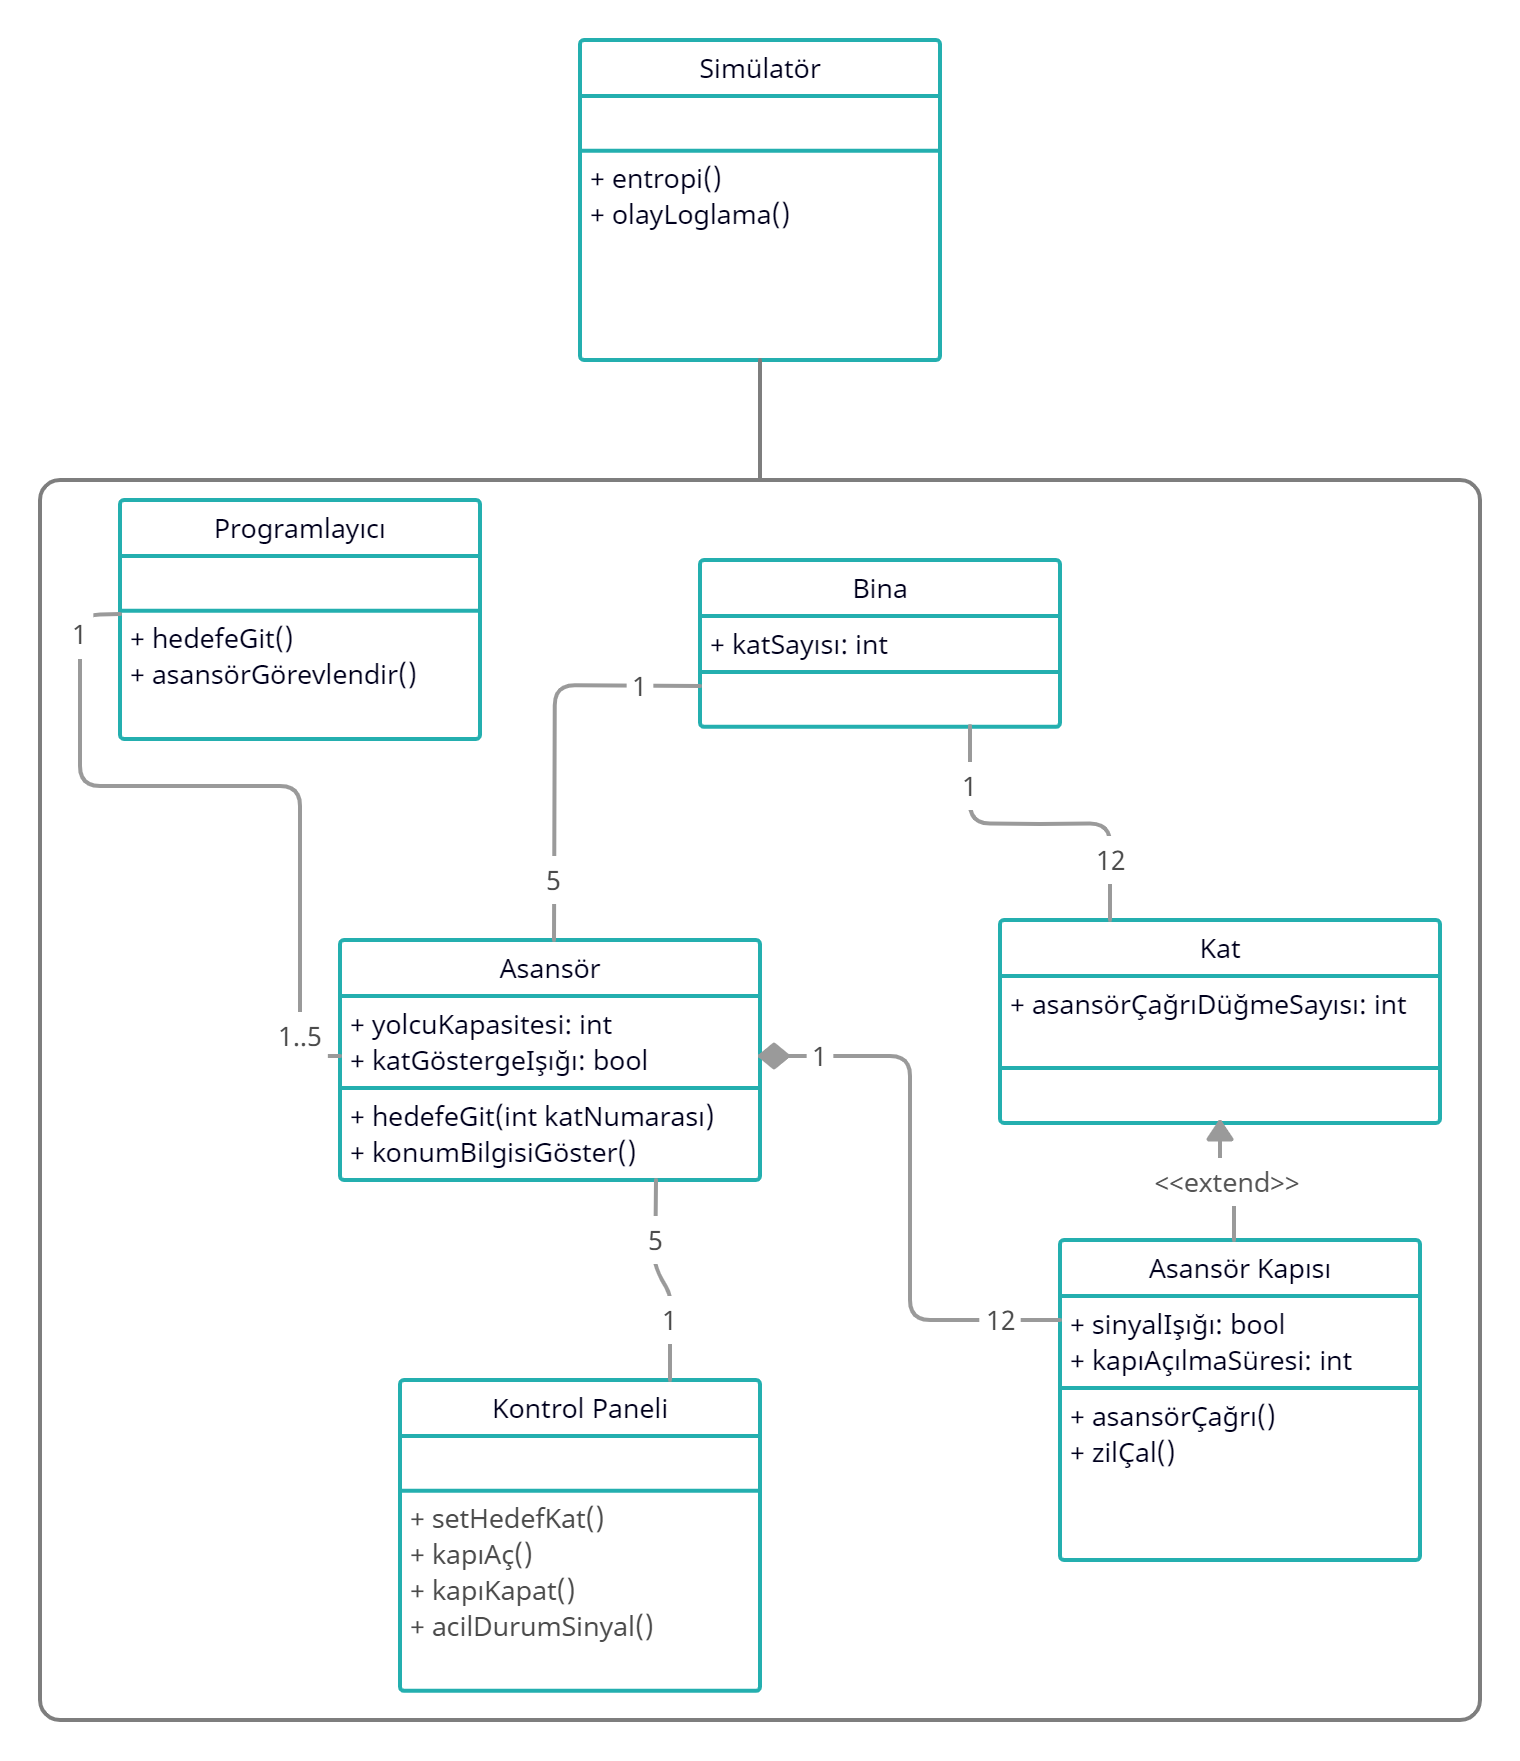 Simülatör
+ entropi()
+ olayLoglama()
Programlayıcı
+ hedefeGit()
+ asansörGörevlendir()
Bina
+ katSayısı: int
1
1
1
12
5
1..5
Asansör
+ yolcuKapasitesi: int
+ katGöstergeIşığı: bool
+ hedefeGit(int katNumarası)
+ konumBilgisiGöster()
Kat
+ asansörÇağrıDüğmeSayısı: int
1
<<extend>>
5
1
12
Asansör Kapısı
+ sinyalIşığı: bool
+ kapıAçılmaSüresi: int
+ asansörÇağrı()
+ zilÇal()
Kontrol Paneli
+ setHedefKat()
+ kapıAç()
+ kapıKapat()
+ acilDurumSinyal()